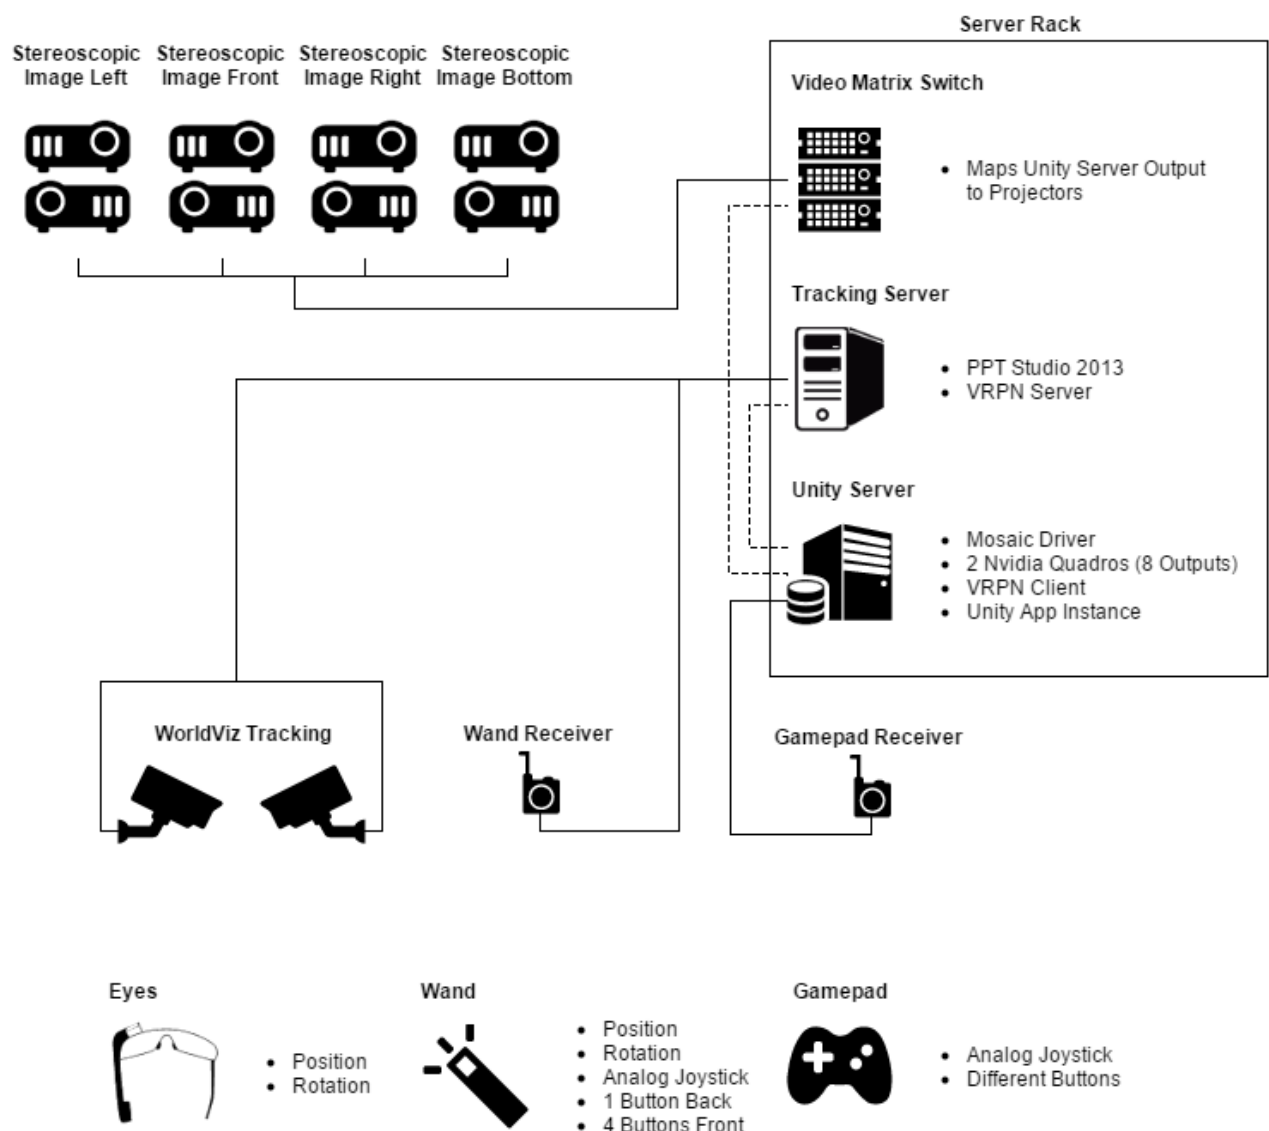 Server Rack
Stereoscopic Image Left
Stereoscopic Image Front
Stereoscopic Image Right
Stereoscopic Image Bottom
Video Matrix Switch
• Maps Unity Server Output
to Projectors
Tracking Server
• PPT Studio 2013
• VRPN Server
Unity Server
• Mosaic Driver
• 2 Nvidia Quadros (8 Outputs)
• VRPN Client
• Unity App Instance
WorldViz Tracking
Wand Receiver
Gamepad Receiver
Eyes
• Position
• Rotation
Wand
• Position
• Rotation
• Analog Joystick
• 1 Button Back
• 4 Buttons Front
Gamepad
• Analog Joystick
• Different Buttons